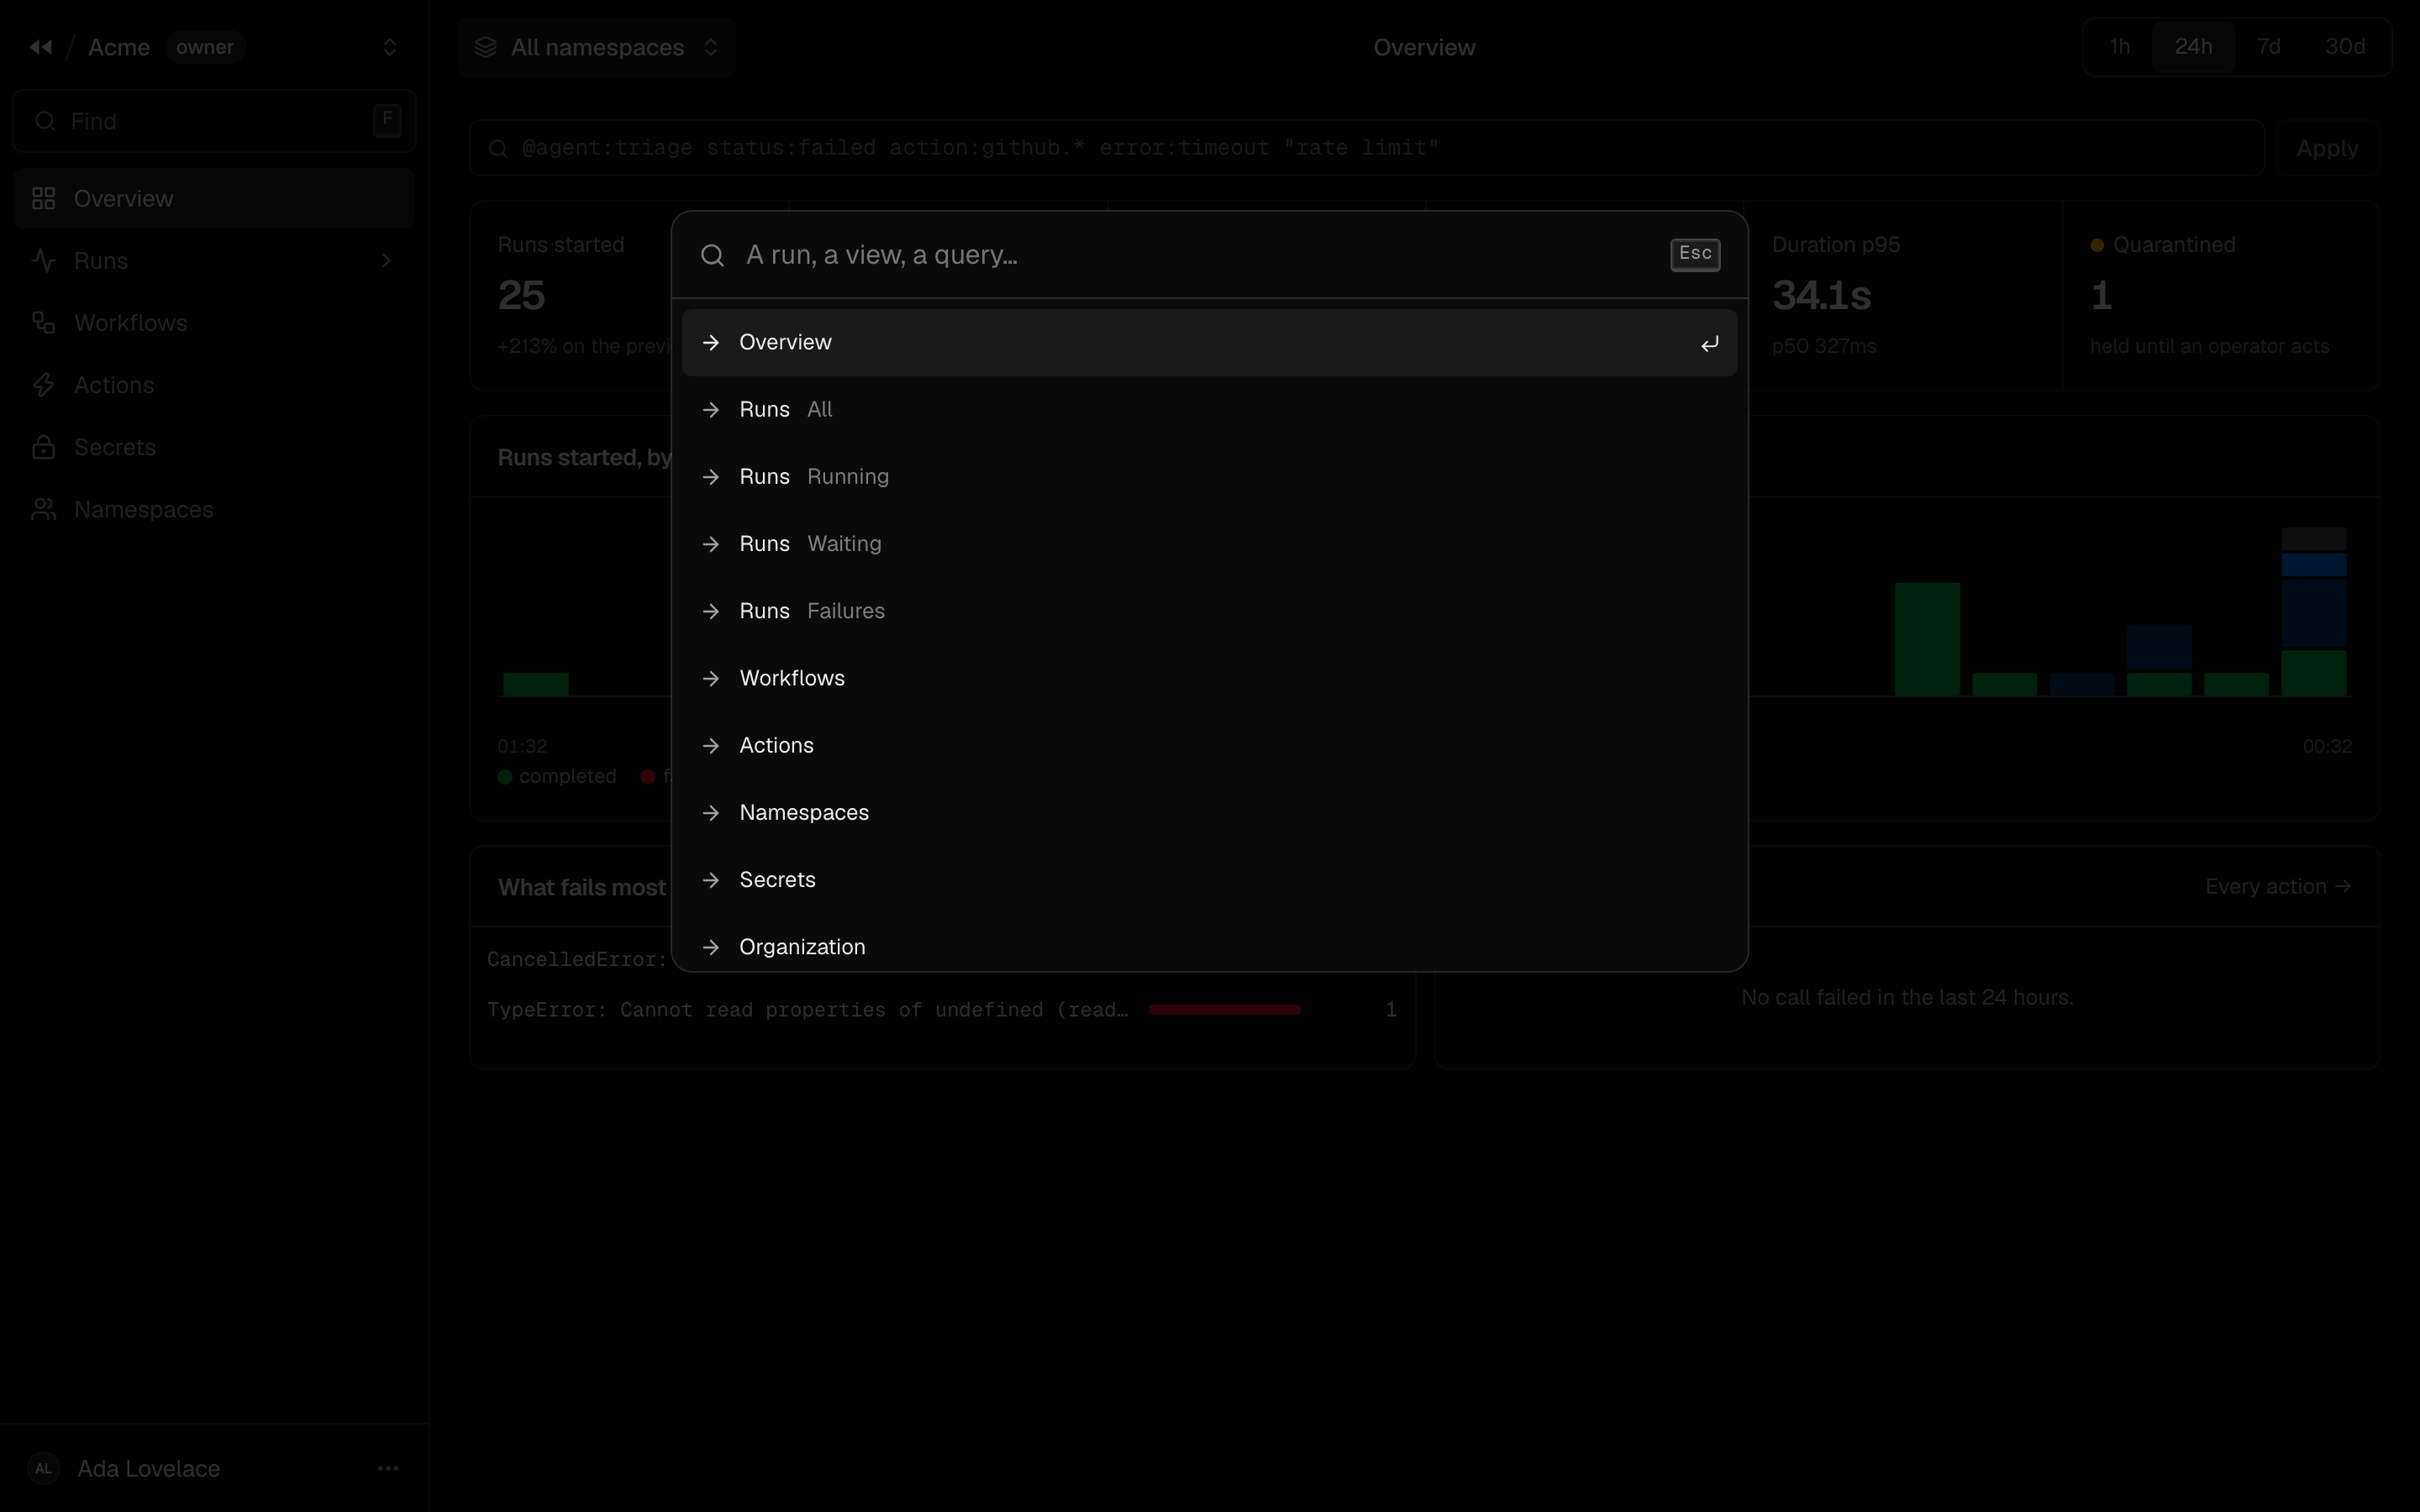 / Acme owner
All namespaces
Overview
1h 24h 7d 30d
Find F
@agent:triage status:failed action:github.* error:timeout "rate limit"
Apply
Overview
Runs
Workflows
Actions
Secrets
Namespaces
Runs started
25
+213% on the previ
Duration p95
34.1s
p50 327ms
Quarantined
1
held until an operator acts
A run, a view, a query...
Esc
Overview
Runs All
Runs Running
Runs Waiting
Runs Failures
Workflows
Actions
Namespaces
Secrets
Organization
Runs started, by
01:32
00:32
completed
What fails most
Every action →
CancelledError:
TypeError: Cannot read properties of undefined (read… 1
No call failed in the last 24 hours.
AL Ada Lovelace